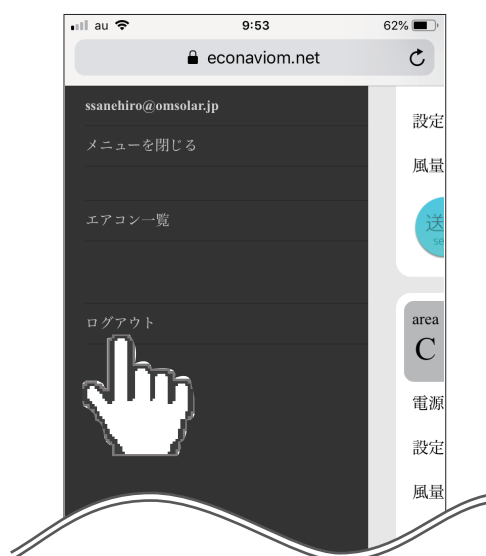 au 9:53 62%
econaviom.net
ssanehiro@omsolar.jp
メニューを閉じる
エアコン一覧
ログアウト
設定
風量
送
se
area
C
電源
設定
風量